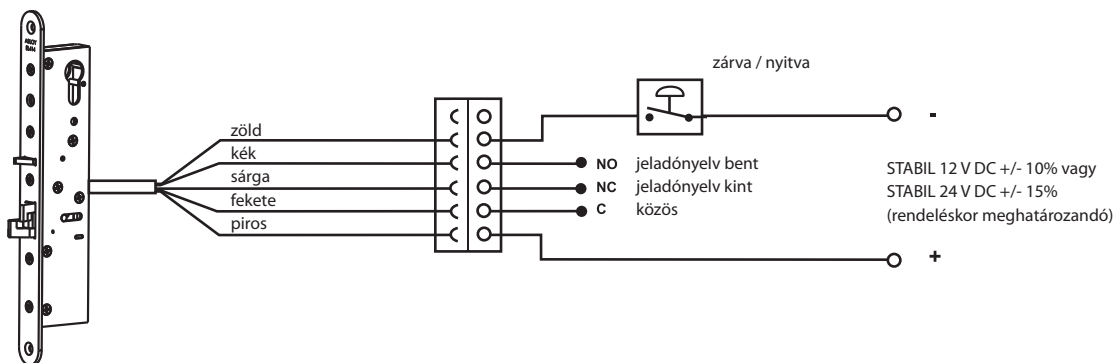 ABLOY
zárva / nyitva
-
zöld
kék
NO jeladónyelv bent
sárga
NC jeladónyelv kint
fekete
C közös
piros
STABIL 12 V DC +/- 10% vagy
STABIL 24 V DC +/- 15%
(rendeléskor meghatározandó)
+